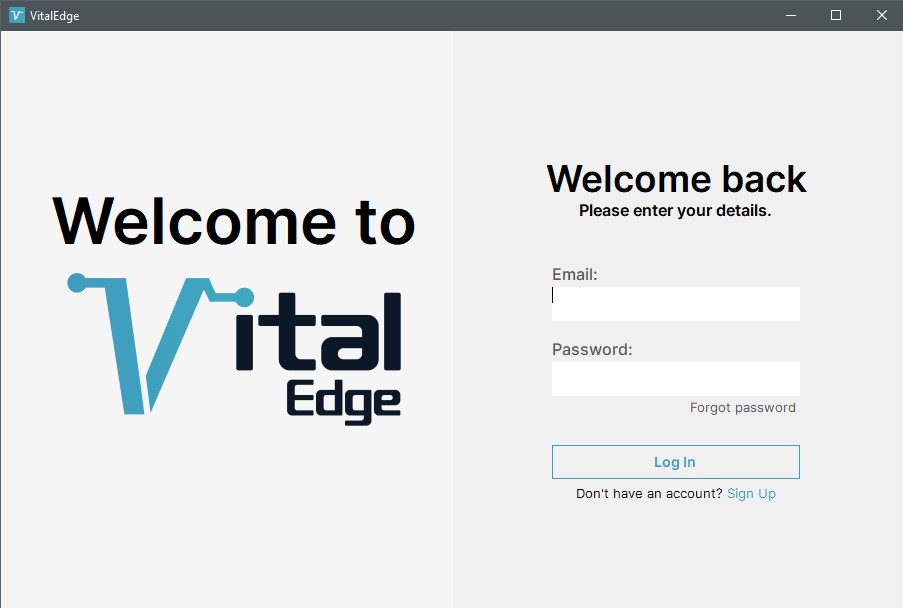 VitalEdge
Welcome to
Vital
Edge
Welcome back
Please enter your details.
Email:
Password:
Forgot password
Log In
Don't have an account? Sign Up